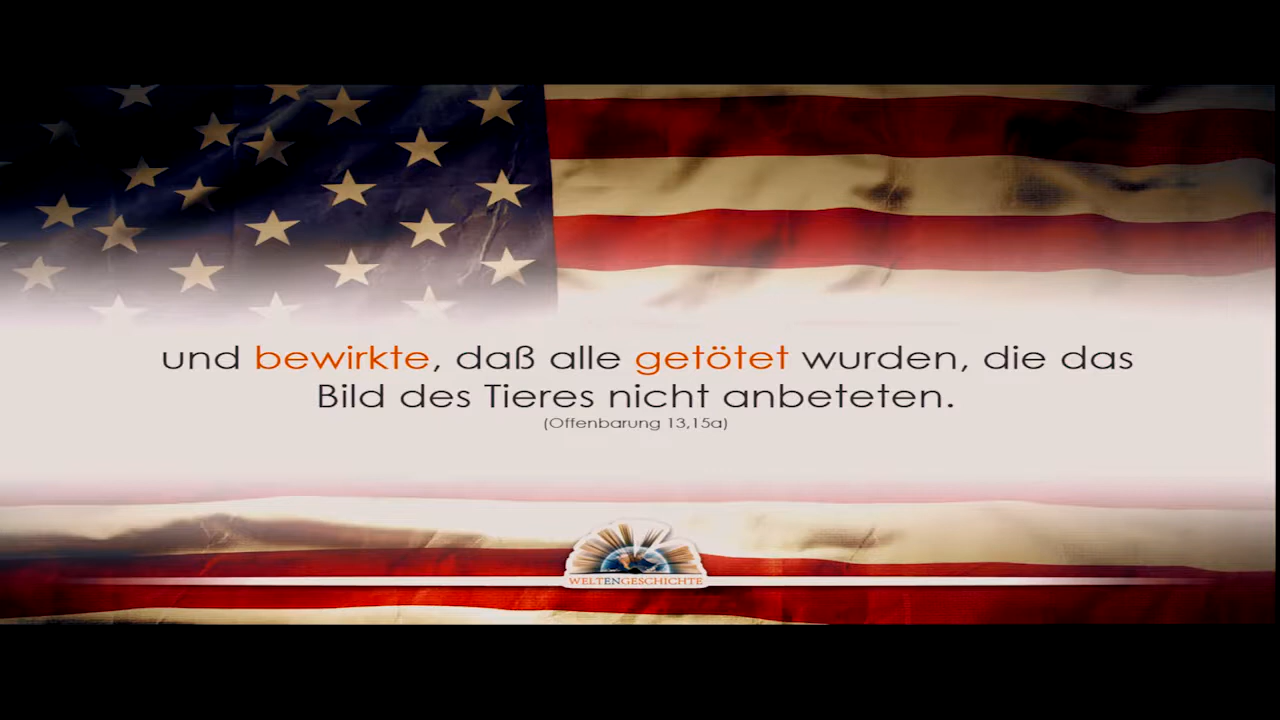 und bewirkte, daß alle getötet wurden, die das
Bild des Tieres nicht anbeteten.
(Offenbarung 13,15a)
WELTENGESCHICHTE